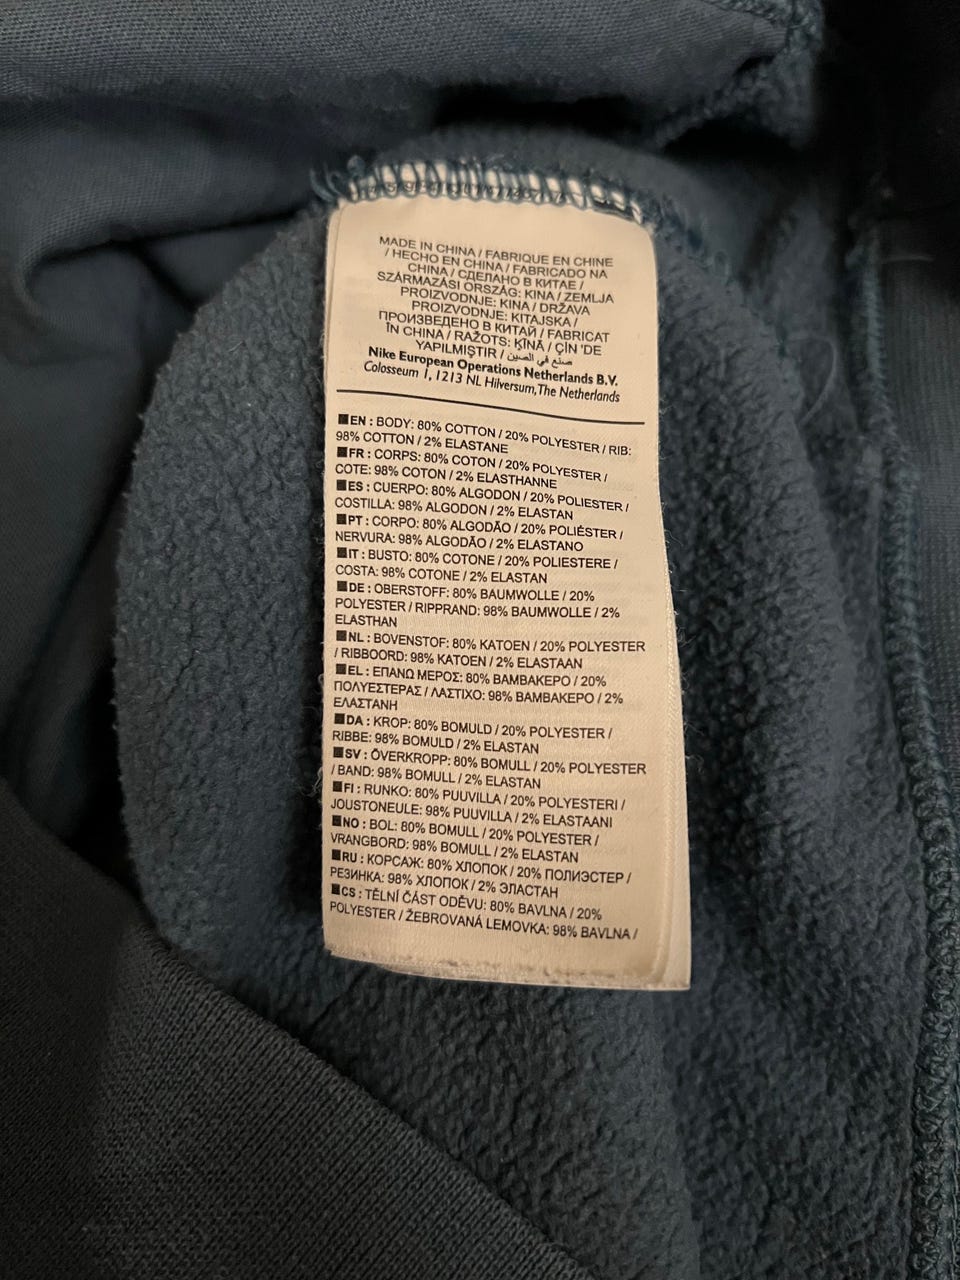 MADE IN CHINA / FABRIQUE EN CHINE
/ HECHO EN CHINA / FABRICADO NA
CHINA / СДЕЛАНО В КИТАЕ /
SZÁRMAZÁSI ORSZÁG: KINA / ZEMLJA
PROIZVODNJE: KINA / DRŽAVA
PROIZVODNJE: KITAJSKA /
ПРОИЗВЕДЕНО В КИТАЙ / FABRICAT
ÎN CHINA / RAŽOTS: ĶĪNĀ / ÇİN 'DE
YAPILMIŞTIR / صنع في الصين
Nike European Operations Netherlands B.V.
Colosseum 1, 1213 NL Hilversum, The Netherlands
EN : BODY: 80% COTTON / 20% POLYESTER / RIB:
98% COTTON / 2% ELASTANE
FR : CORPS: 80% COTON / 20% POLYESTER /
COTE: 98% COTON / 2% ELASTHANNE
ES : CUERPO: 80% ALGODON / 20% POLIESTER /
COSTILLA: 98% ALGODON / 2% ELASTAN
PT : CORPO: 80% ALGODÃO / 20% POLIÉSTER /
NERVURA: 98% ALGODÃO / 2% ELASTANO
IT : BUSTO: 80% COTONE / 20% POLIESTERE /
COSTA: 98% COTONE / 2% ELASTAN
DE : OBERSTOFF: 80% BAUMWOLLE / 20%
POLYESTER / RIPPRAND: 98% BAUMWOLLE / 2%
ELASTHAN
NL : BOVENSTOF: 80% KATOEN / 20% POLYESTER
/ RIBBOORD: 98% KATOEN / 2% ELASTAAN
EL : ΕΠΑΝΩ ΜΕΡΟΣ: 80% ΒΑΜΒΑΚΕΡΟ / 20%
ΠΟΛΥΕΣΤΕΡΑΣ / ΛΑΣΤΙΧΟ: 98% ΒΑΜΒΑΚΕΡΟ / 2%
ΕΛΑΣΤΑΝΗ
DA : KROP: 80% BOMULD / 20% POLYESTER /
RIBBE: 98% BOMULD / 2% ELASTAN
SV : ÖVERKROPP: 80% BOMULL / 20% POLYESTER
/ BAND: 98% BOMULL / 2% ELASTAN
FI : RUNKO: 80% PUUVILLA / 20% POLYESTERI /
JOUSTONEULE: 98% PUUVILLA / 2% ELASTAANI
NO : BOL: 80% BOMULL / 20% POLYESTER /
VRANGBORD: 98% BOMULL / 2% ELASTAN
RU : КОРСАЖ: 80% ХЛОПОК / 20% ПОЛИЭСТЕР /
РЕЗИНКА: 98% ХЛОПОК / 2% ЭЛАСТАН
CS : TĚLNÍ ČÁST ODĚVU: 80% BAVLNA / 20%
POLYESTER / ŽEBROVANÁ LEMOVKA: 98% BAVLNA /